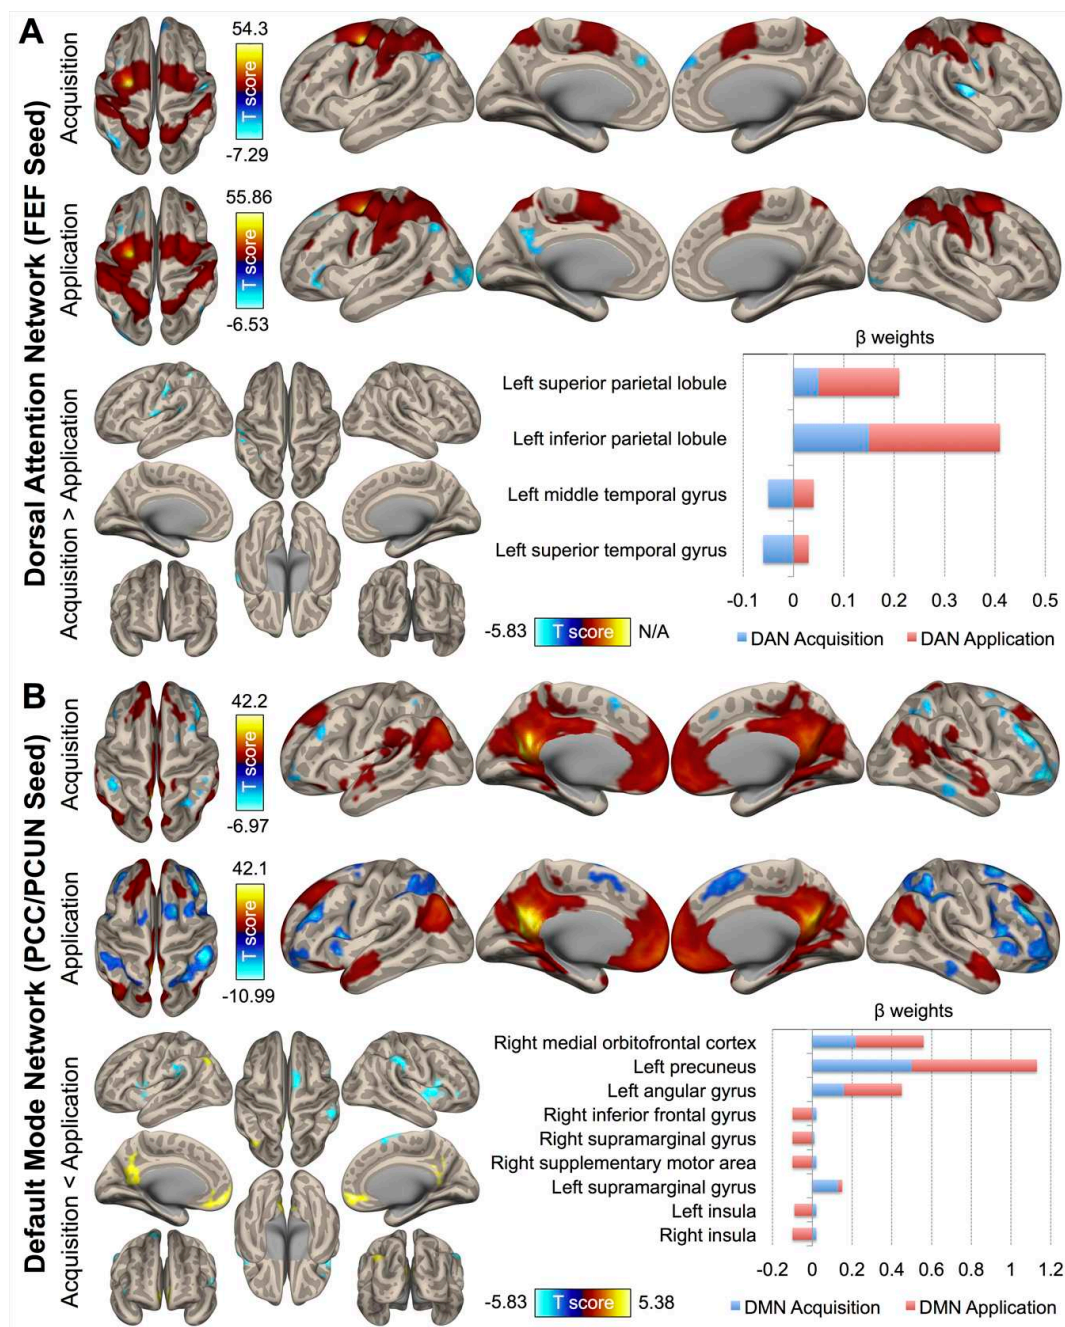 A
Dorsal Attention Network (FEF Seed)
Acquisition
54.3
T score
-7.29
Application
55.86
T score
-6.53
Acquisition > Application
-5.83
T score
N/A
β weights
Left superior parietal lobule
Left inferior parietal lobule
Left middle temporal gyrus
Left superior temporal gyrus
-0.1 0 0.1 0.2 0.3 0.4 0.5
DAN Acquisition DAN Application
B
Default Mode Network (PCC/PCUN Seed)
Acquisition
42.2
T score
-6.97
Application
42.1
T score
-10.99
Acquisition < Application
-5.83
T score
5.38
β weights
Right medial orbitofrontal cortex
Left precuneus
Left angular gyrus
Right inferior frontal gyrus
Right supramarginal gyrus
Right supplementary motor area
Left supramarginal gyrus
Left insula
Right insula
-0.2 0 0.2 0.4 0.6 0.8 1 1.2
DMN Acquisition DMN Application